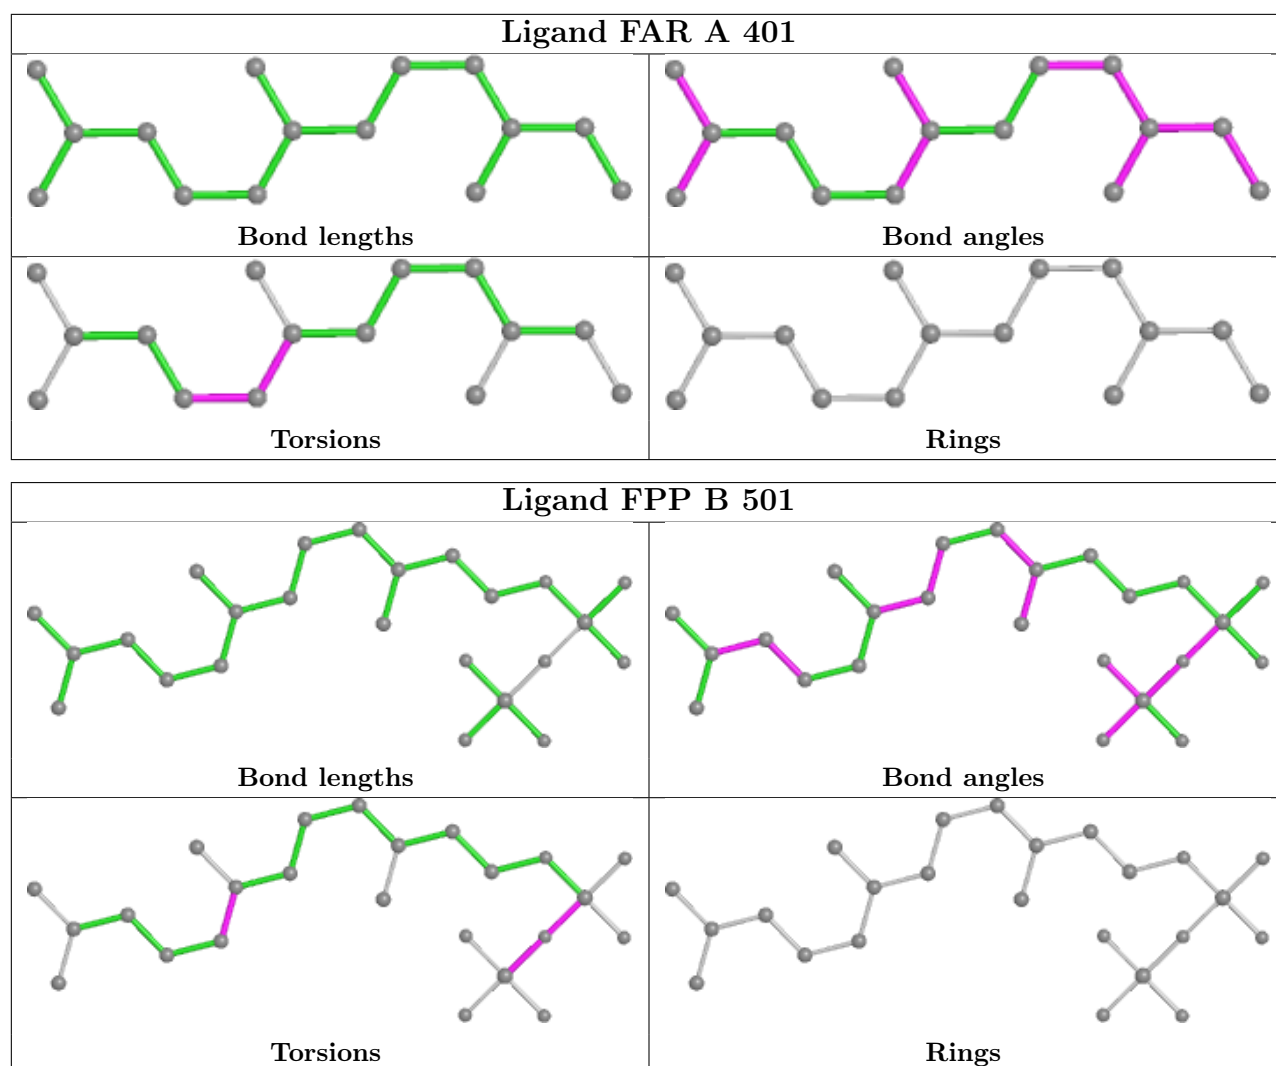 Ligand FAR A 401
Bond lengths
Bond angles
Torsions
Rings
Ligand FPP B 501
Bond lengths
Bond angles
Torsions
Rings